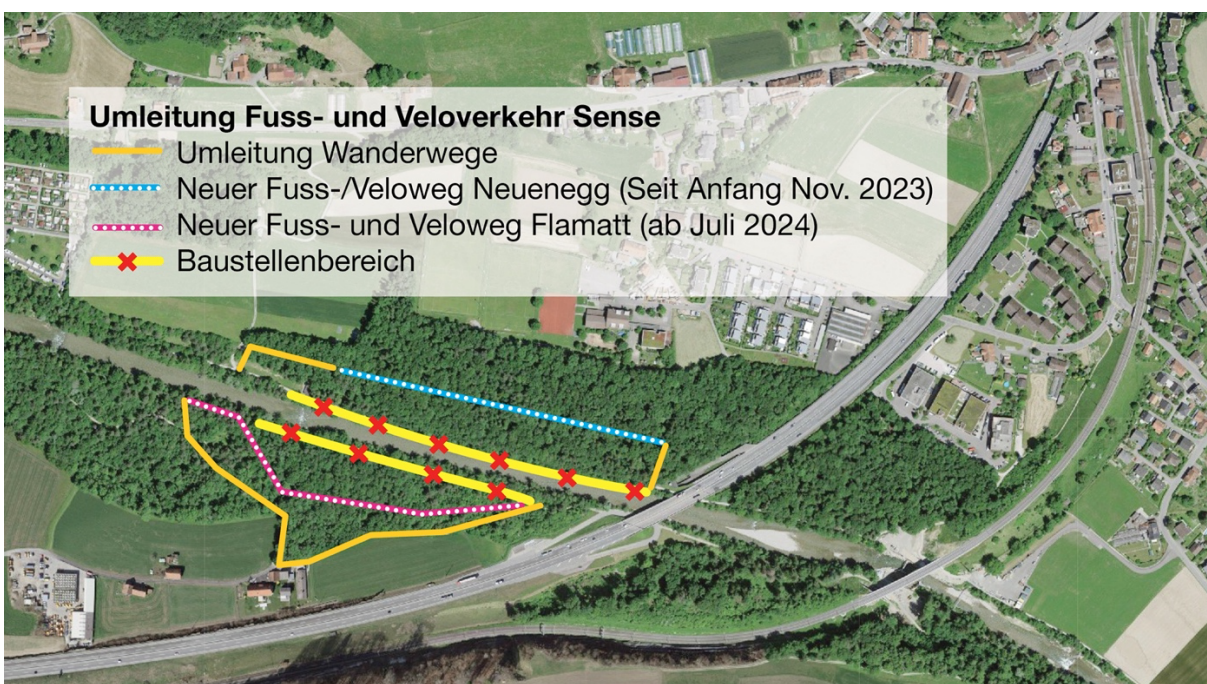 Umleitung Fuss- und Veloverkehr Sense
Umleitung Wanderwege
Neuer Fuss-/Veloweg Neuenegg (Seit Anfang Nov. 2023)
Neuer Fuss- und Veloweg Flamatt (ab Juli 2024)
Baustellenbereich